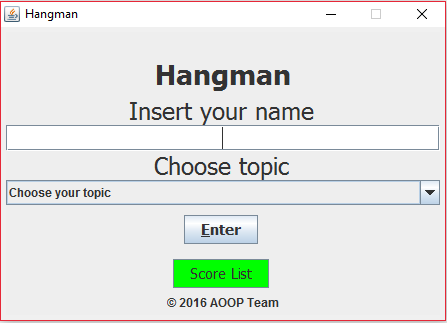 Hangman
Hangman
Insert your name
Choose topic
Choose your topic
Enter
Score List
© 2016 AOOP Team